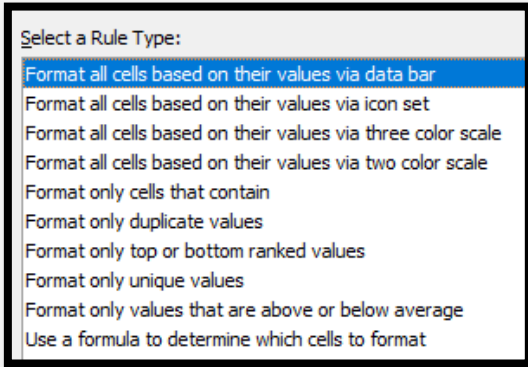 Select a Rule Type:
Format all cells based on their values via data bar
Format all cells based on their values via icon set
Format all cells based on their values via three color scale
Format all cells based on their values via two color scale
Format only cells that contain
Format only duplicate values
Format only top or bottom ranked values
Format only unique values
Format only values that are above or below average
Use a formula to determine which cells to format